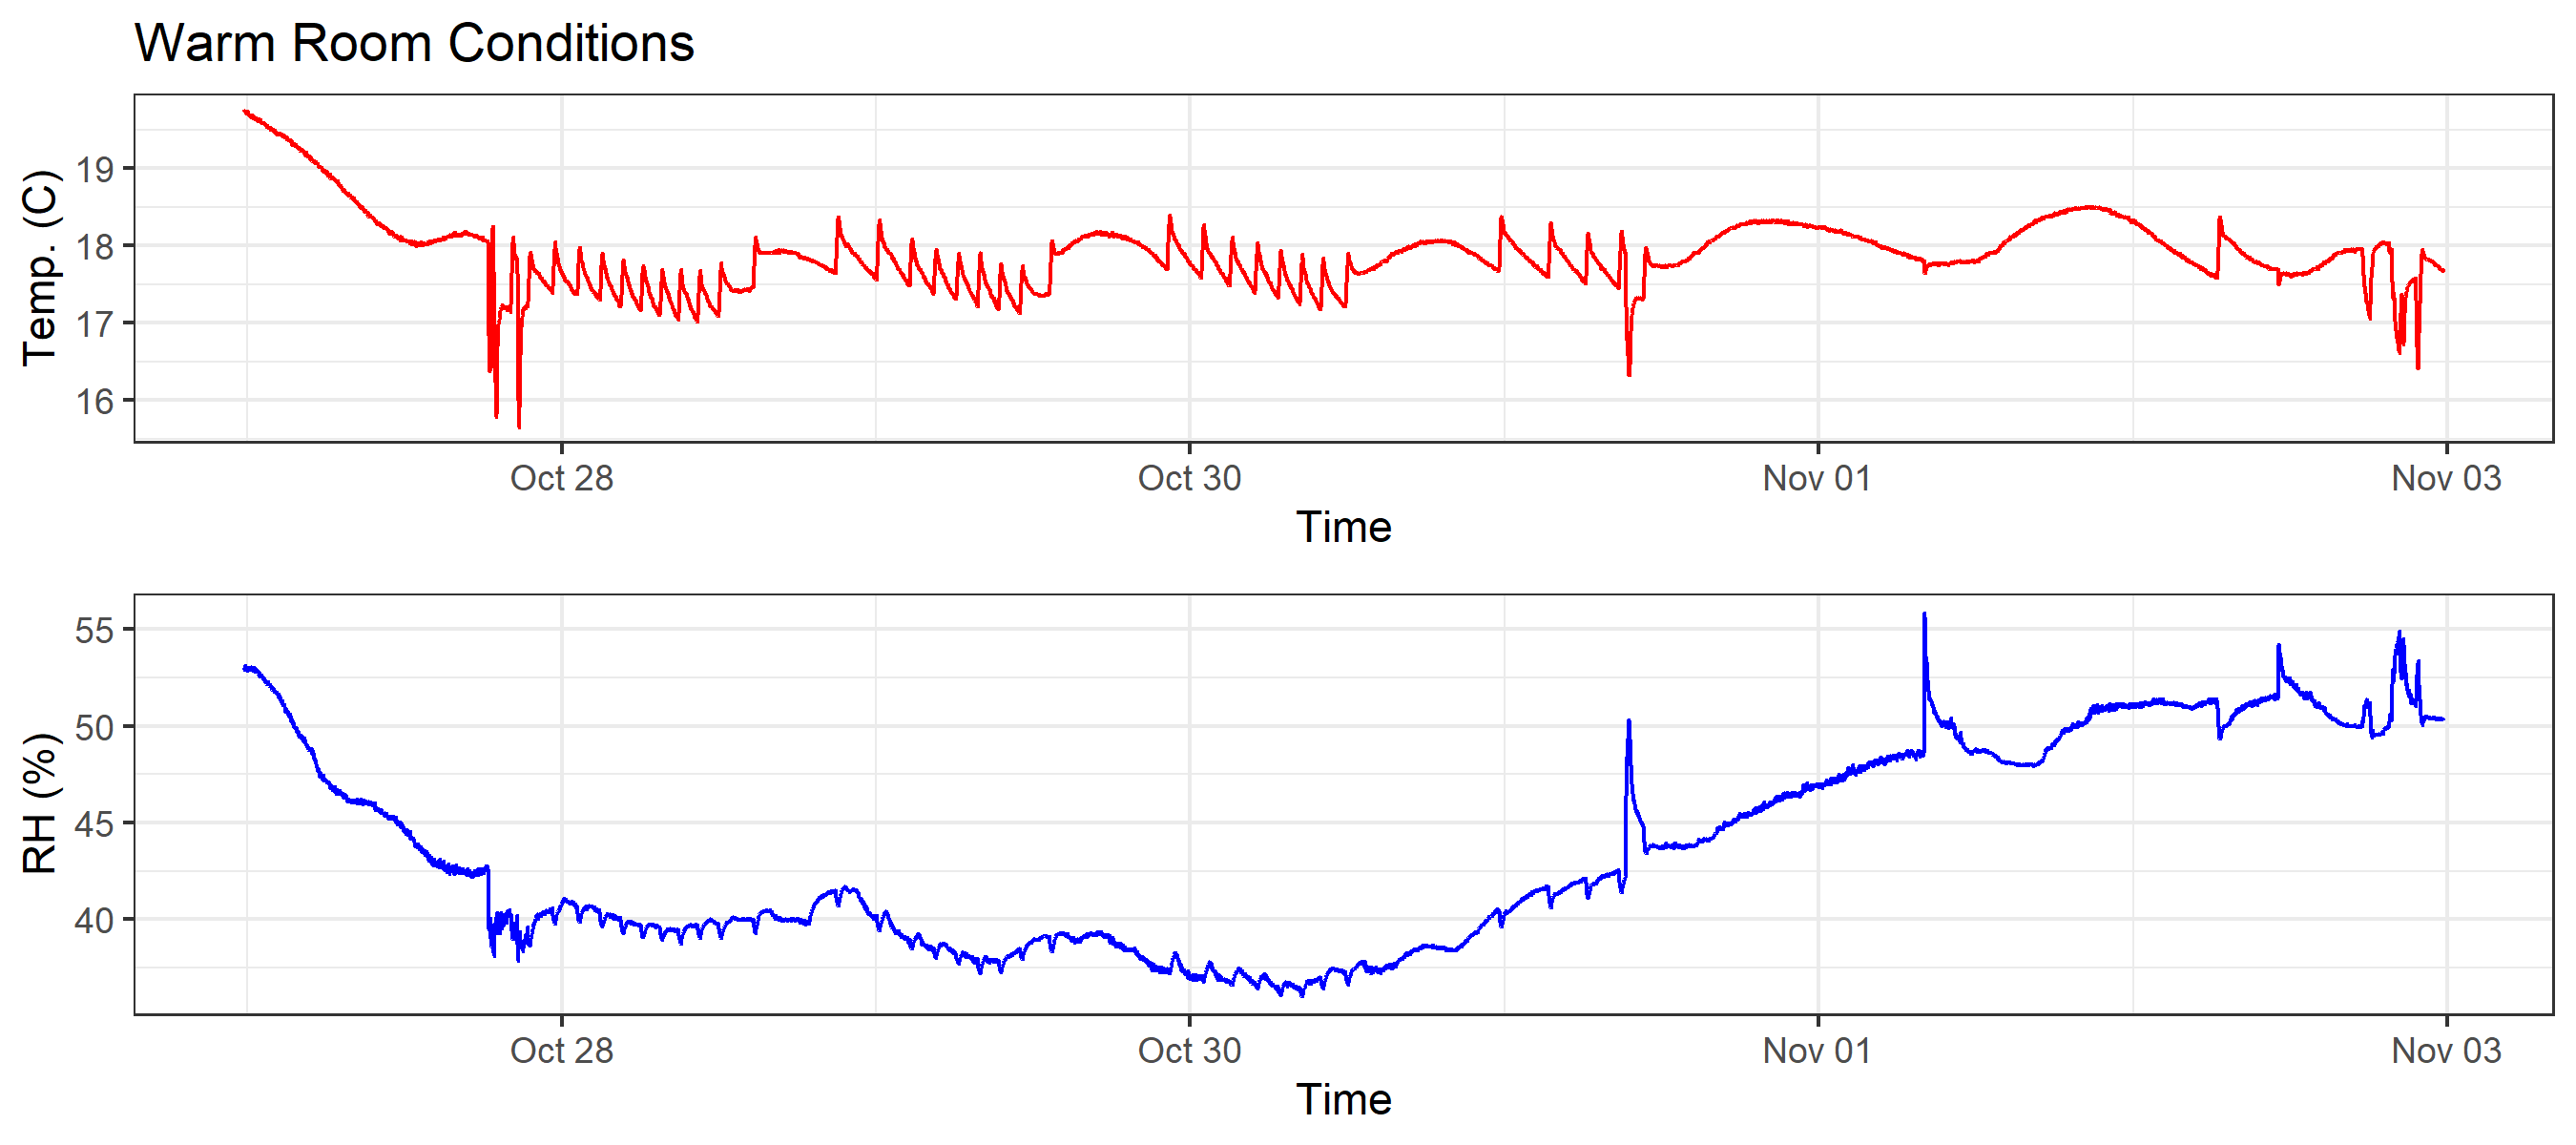 Warm Room Conditions
Temp. (C)
19
18
17
16
Oct 28 Oct 30 Nov 01 Nov 03
Time
RH (%)
55
50
45
40
Oct 28 Oct 30 Nov 01 Nov 03
Time